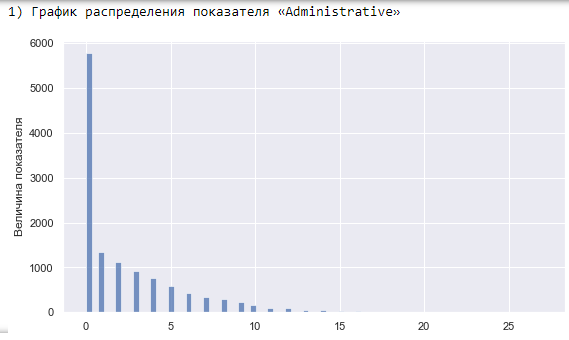 1) График распределения показателя «Administrative»
6000
5000
4000
3000
2000
1000
0
Величина показателя
0 5 10 15 20 25